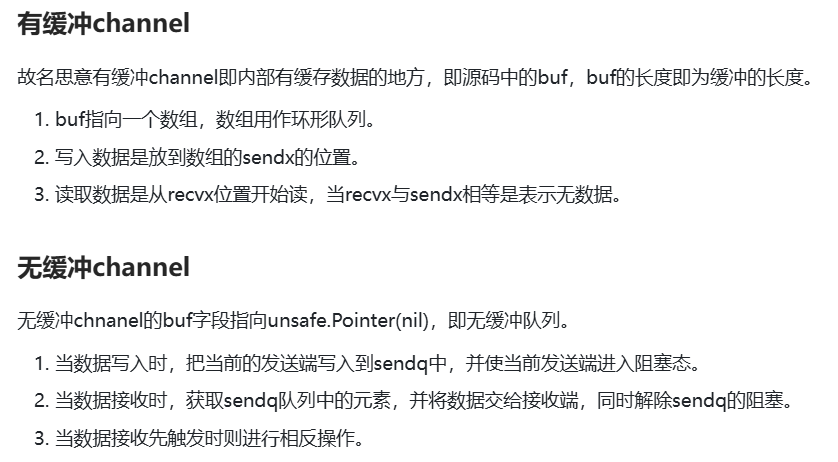 有缓冲channel
故名思意有缓冲channel即内部有缓存数据的地方，即源码中的buf，buf的长度即为缓冲的长度。
1. buf指向一个数组，数组用作环形队列。
2. 写入数据是放到数组的sendx的位置。
3. 读取数据是从recvx位置开始读，当recvx与sendx相等是表示无数据。
无缓冲channel
无缓冲chnanel的buf字段指向unsafe.Pointer(nil)，即无缓冲队列。
1. 当数据写入时，把当前的发送端写入到sendq中，并使当前发送端进入阻塞态。
2. 当数据接收时，获取sendq队列中的元素，并将数据交给接收端，同时解除sendq的阻塞。
3. 当数据接收先触发时则进行相反操作。